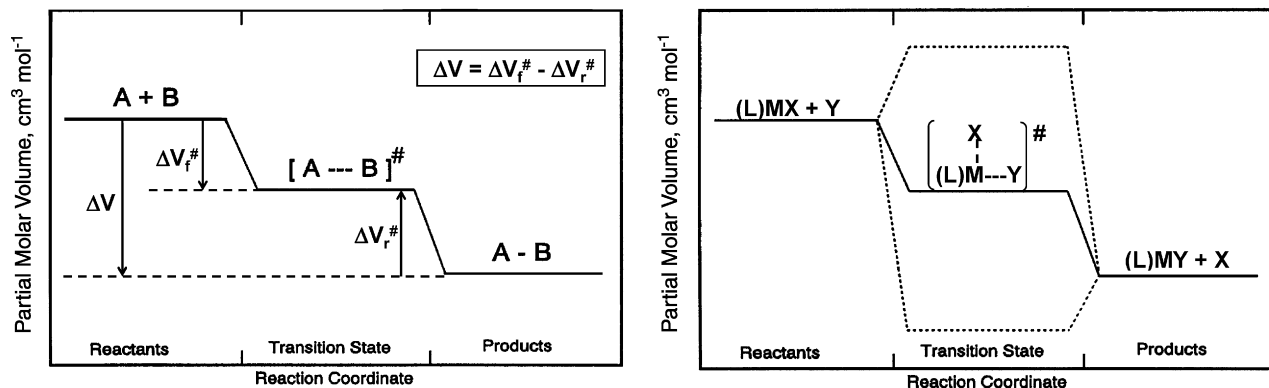 Partial Molar Volume, cm³ mol⁻¹
ΔV = ΔVf# - ΔVr#
A + B
ΔVf#
[ A --- B ]#
ΔV
ΔVr#
A - B
Reactants
Transition State
Products
Reaction Coordinate
Partial Molar Volume, cm³ mol⁻¹
(L)MX + Y
X
#
(L)M---Y
(L)MY + X
Reactants
Transition State
Products
Reaction Coordinate